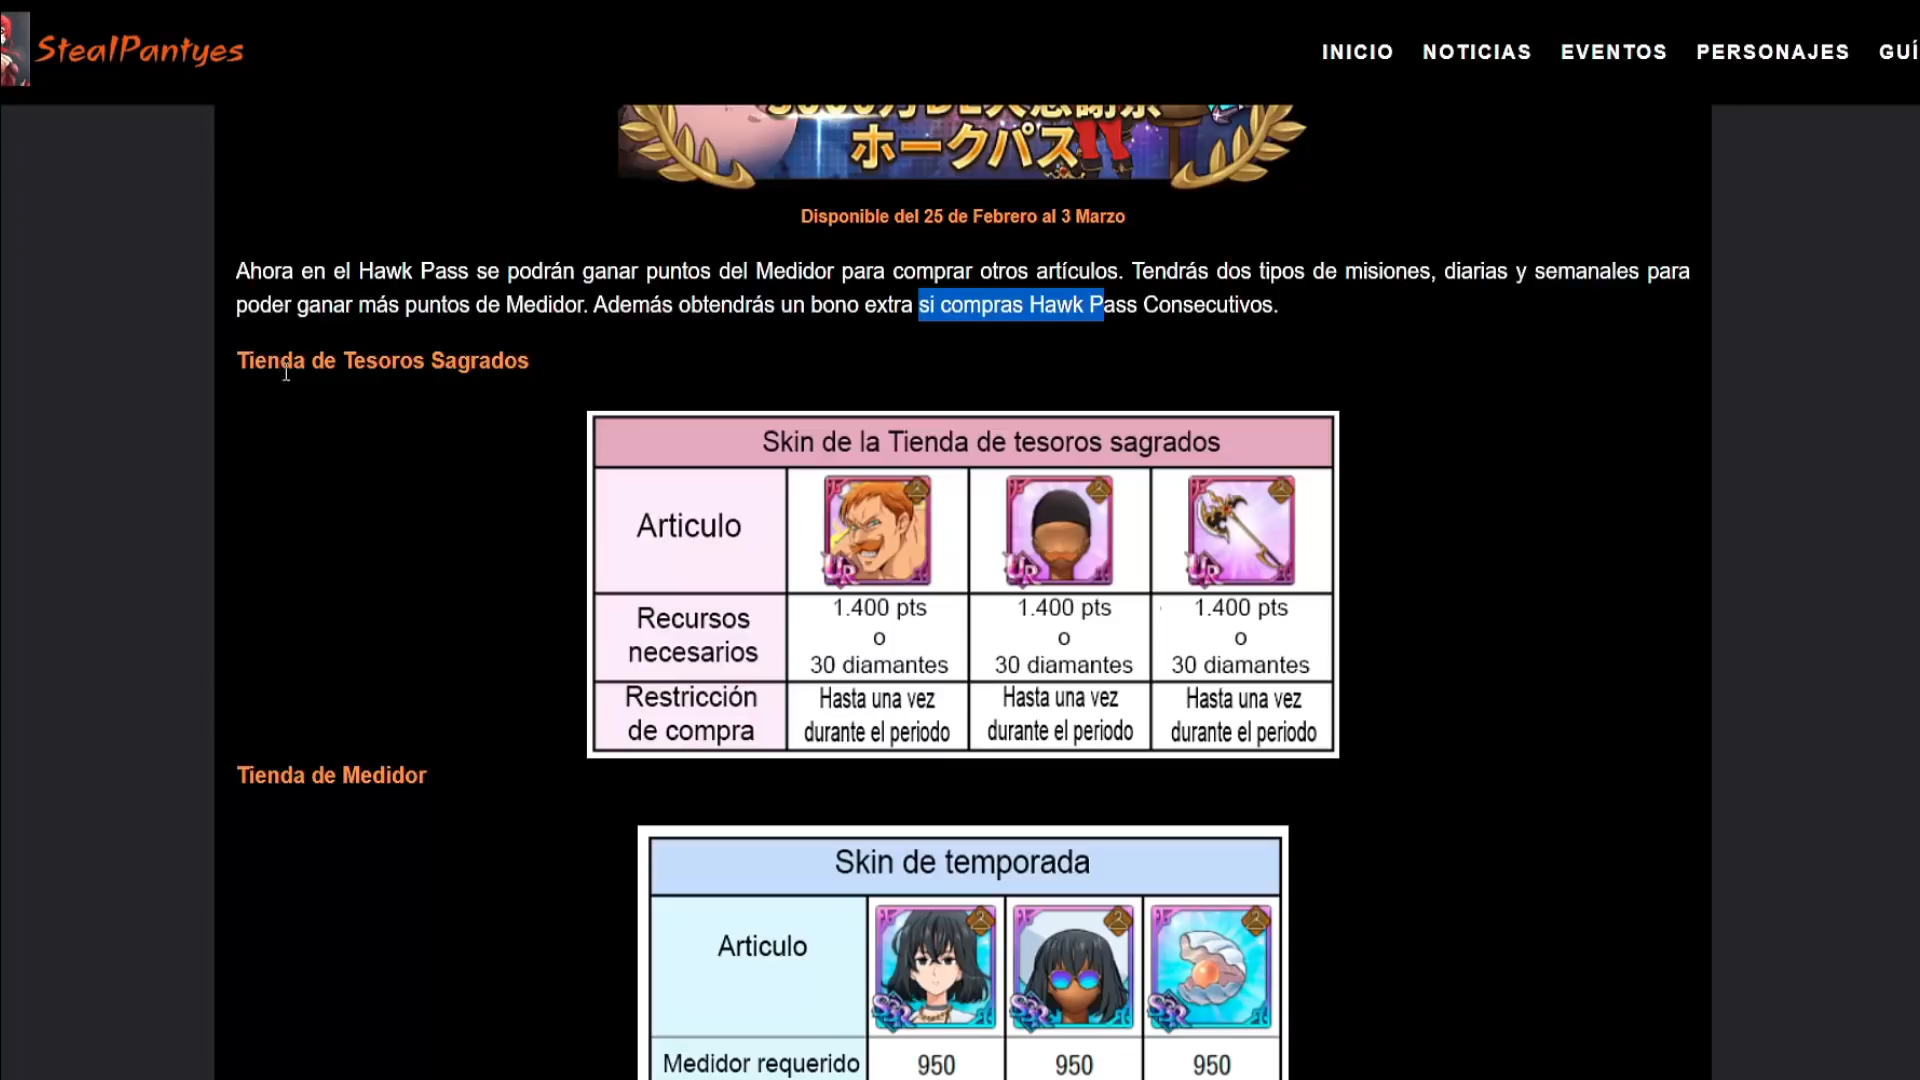 StealPantyes
INICIO NOTICIAS EVENTOS PERSONAJES GUÍ
ホークパス
Disponible del 25 de Febrero al 3 Marzo
Ahora en el Hawk Pass se podrán ganar puntos del Medidor para comprar otros artículos. Tendrás dos tipos de misiones, diarias y semanales para
poder ganar más puntos de Medidor. Además obtendrás un bono extra si compras Hawk Pass Consecutivos.
Tienda de Tesoros Sagrados
Skin de la Tienda de tesoros sagrados
Articulo
UR UR UR
Recursos necesarios
1.400 pts o 30 diamantes
1.400 pts o 30 diamantes
1.400 pts o 30 diamantes
Restricción de compra
Hasta una vez durante el periodo
Hasta una vez durante el periodo
Hasta una vez durante el periodo
Tienda de Medidor
Skin de temporada
Articulo
SSR SSR SSR
Medidor requerido 950 950 950